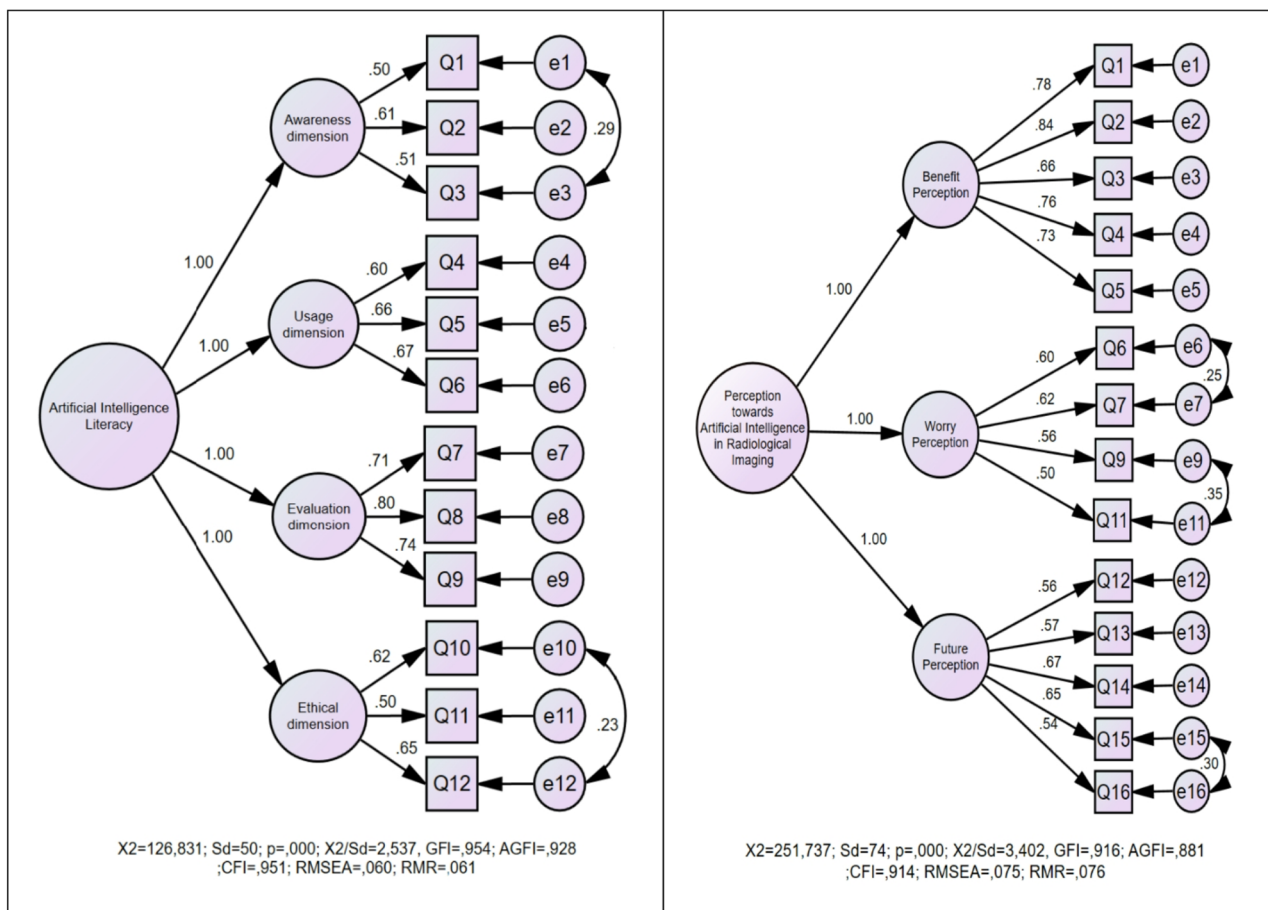 Artificial Intelligence
Literacy
1.00
1.00
1.00
1.00
Awareness
dimension
.50
.61
.51
Q1
Q2
Q3
e1
e2
e3
.29
Usage
dimension
.60
.66
.67
Q4
Q5
Q6
e4
e5
e6
Evaluation
dimension
.71
.80
.74
Q7
Q8
Q9
e7
e8
e9
Ethical
dimension
.62
.50
.65
Q10
Q11
Q12
e10
e11
e12
.23
X2=126,831; Sd=50; p=,000; X2/Sd=2,537, GFI=,954; AGFI=,928
;CFI=,951; RMSEA=,060; RMR=,061
Perception
towards
Artificial Intelligence
in Radiological
Imaging
1.00
1.00
1.00
Benefit
Perception
.78
.84
.66
.76
.73
Q1
Q2
Q3
Q4
Q5
e1
e2
e3
e4
e5
Worry
Perception
.60
.62
.56
.50
Q6
Q7
Q9
Q11
e6
e7
e9
e11
.25
.35
Future
Perception
.56
.57
.67
.65
.54
Q12
Q13
Q14
Q15
Q16
e12
e13
e14
e15
e16
.30
X2=251,737; Sd=74; p=,000; X2/Sd=3,402, GFI=,916; AGFI=,881
;CFI=,914; RMSEA=,075; RMR=,076